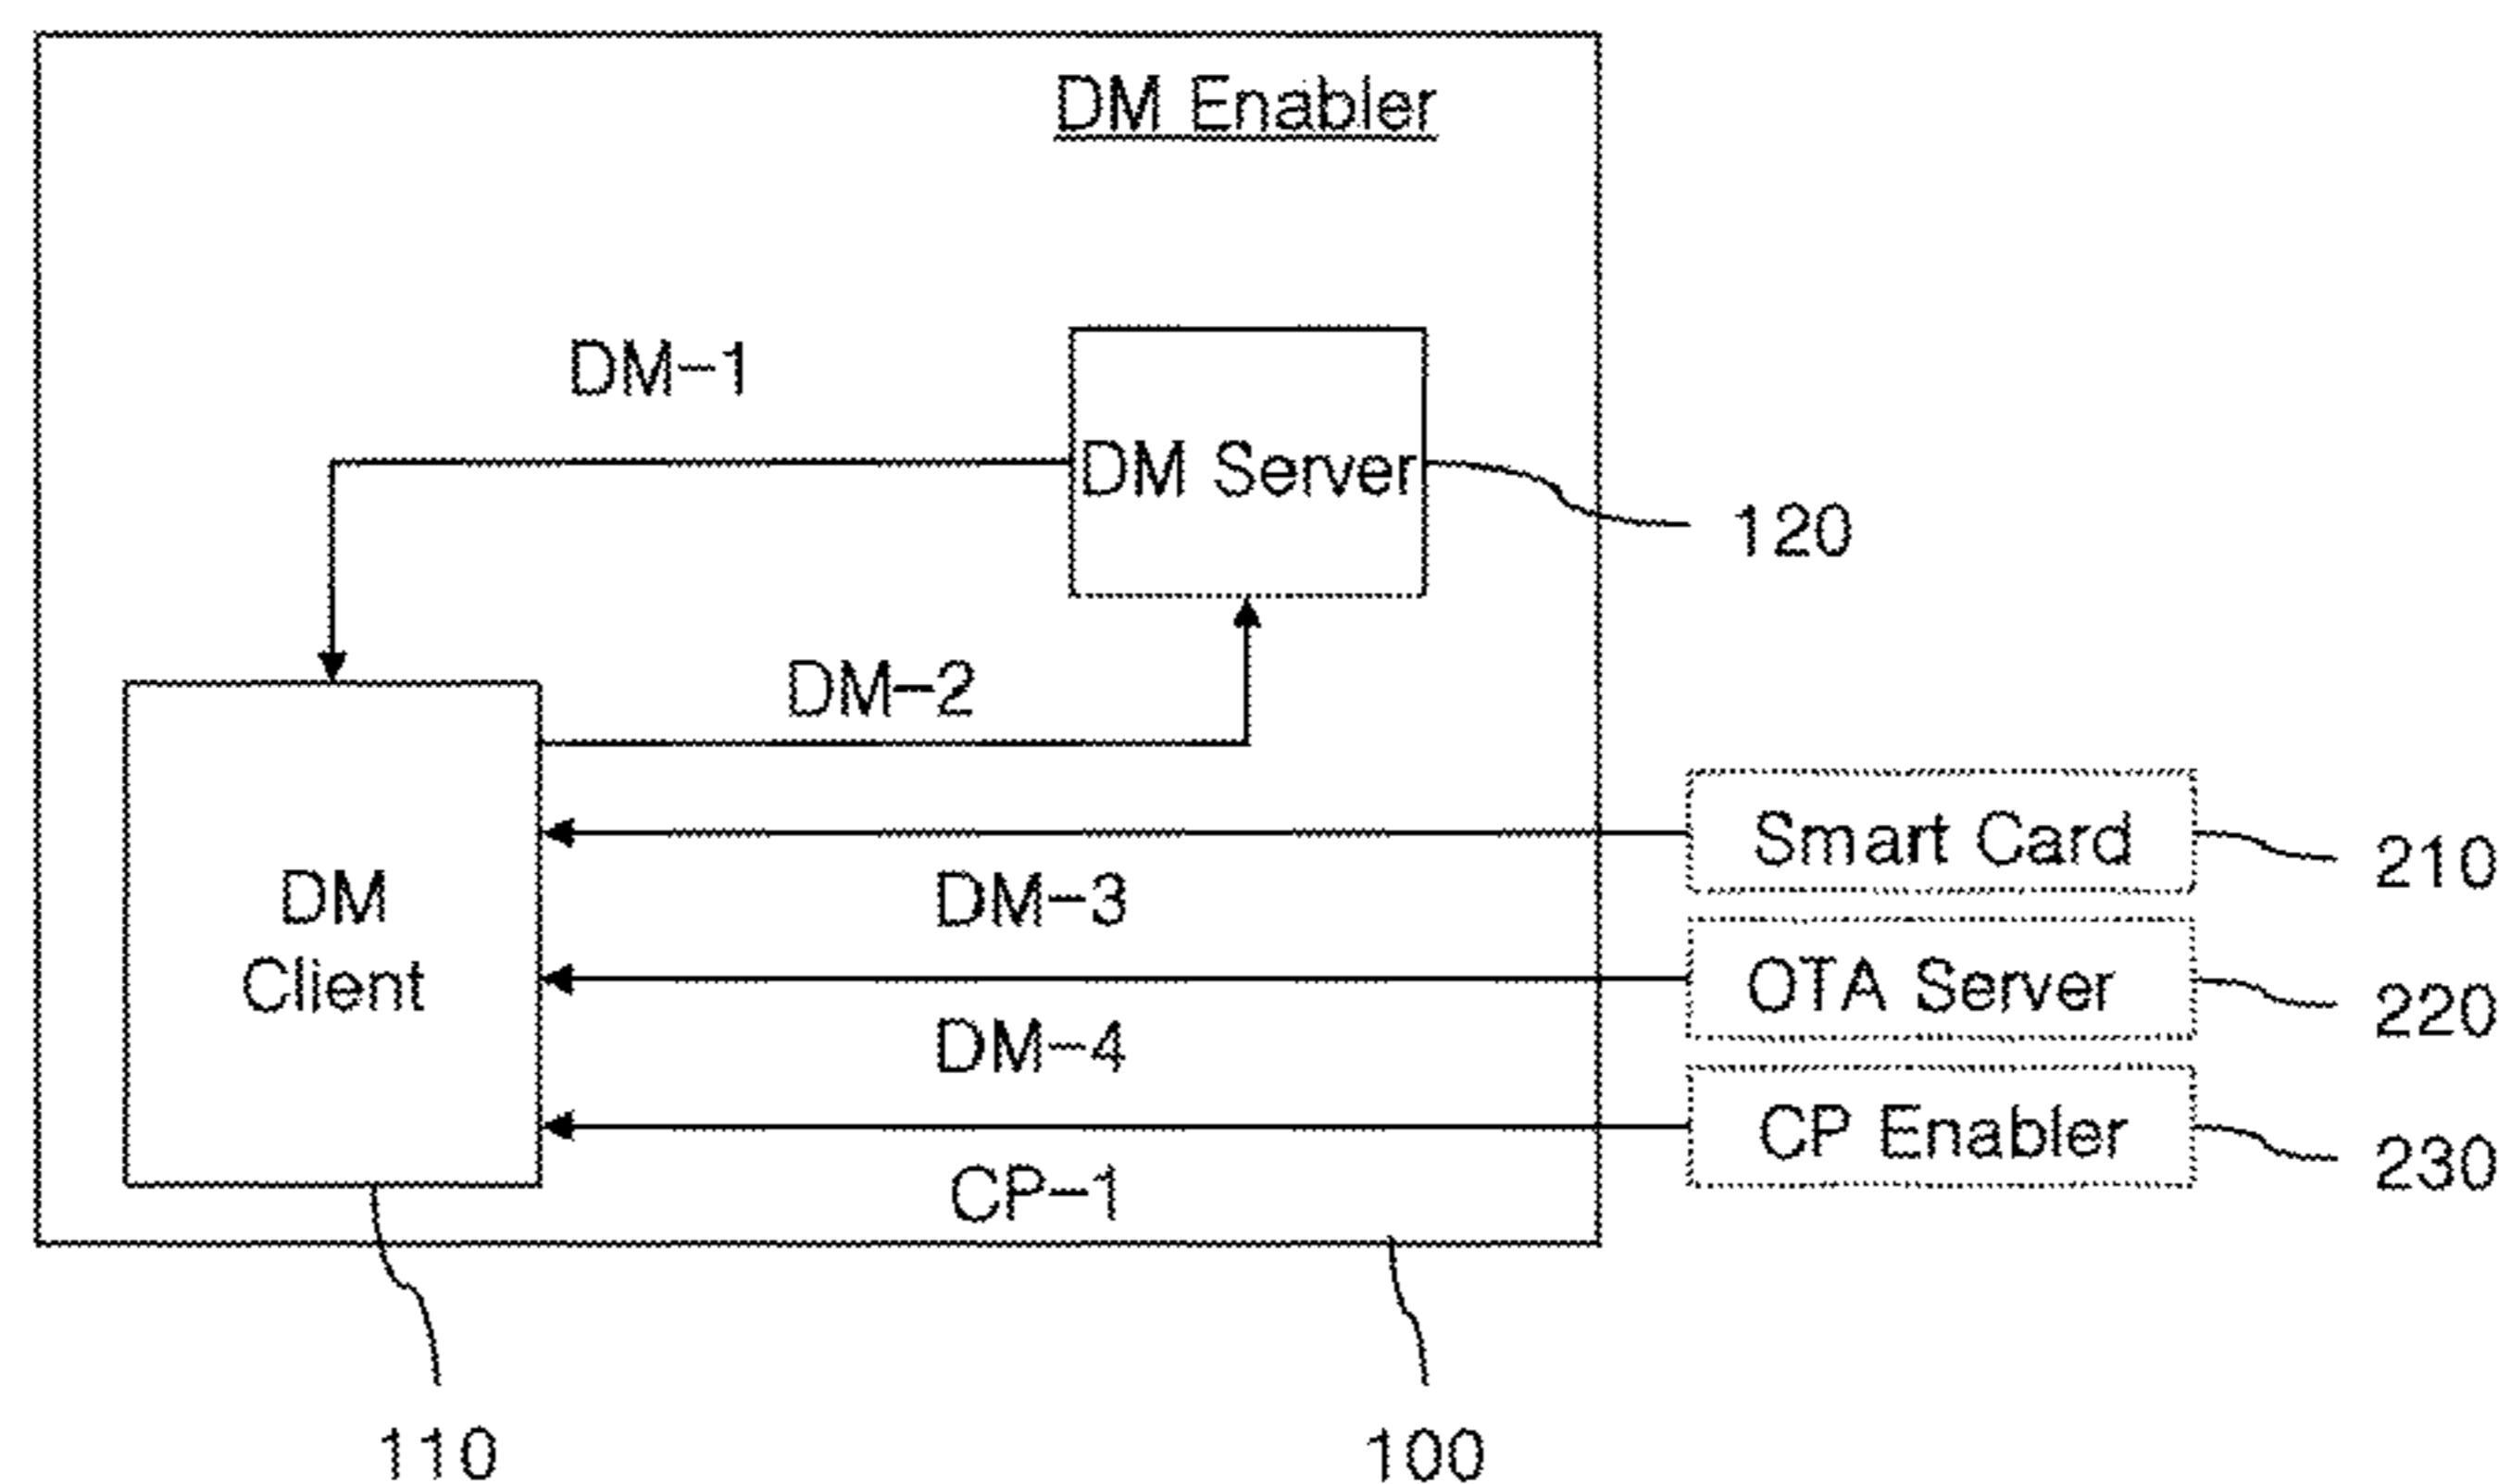 DM Enabler
DM-1
DM Server
120
DM-2
Smart Card
210
DM-3
DM
Client
OTA Server
220
DM-4
CP Enabler
230
CP-1
110
100